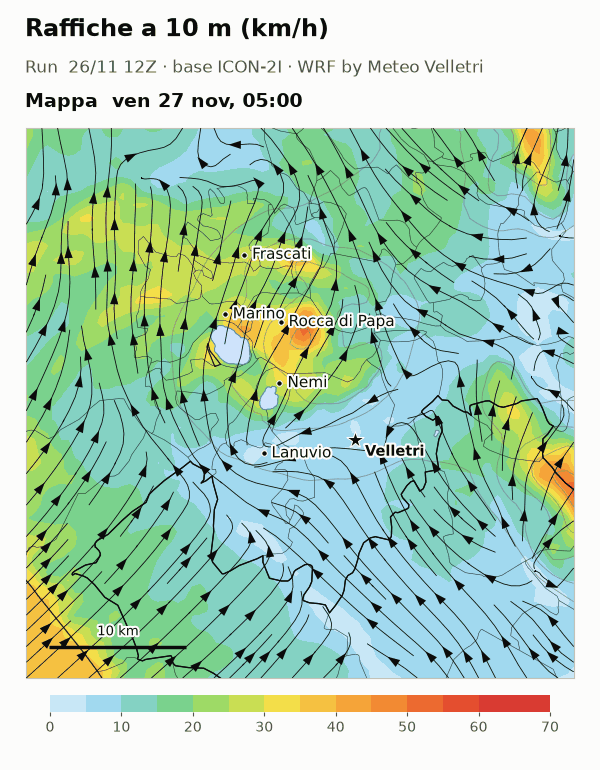 Raffiche a 10 m (km/h)
Run  26/11 12Z · base ICON-2I · WRF by Meteo Velletri
Mappa  ven 27 nov, 05:00
Frascati
Marino
Rocca di Papa
Nemi
Velletri
Lanuvio
10 km
0 10 20 30 40 50 60 70